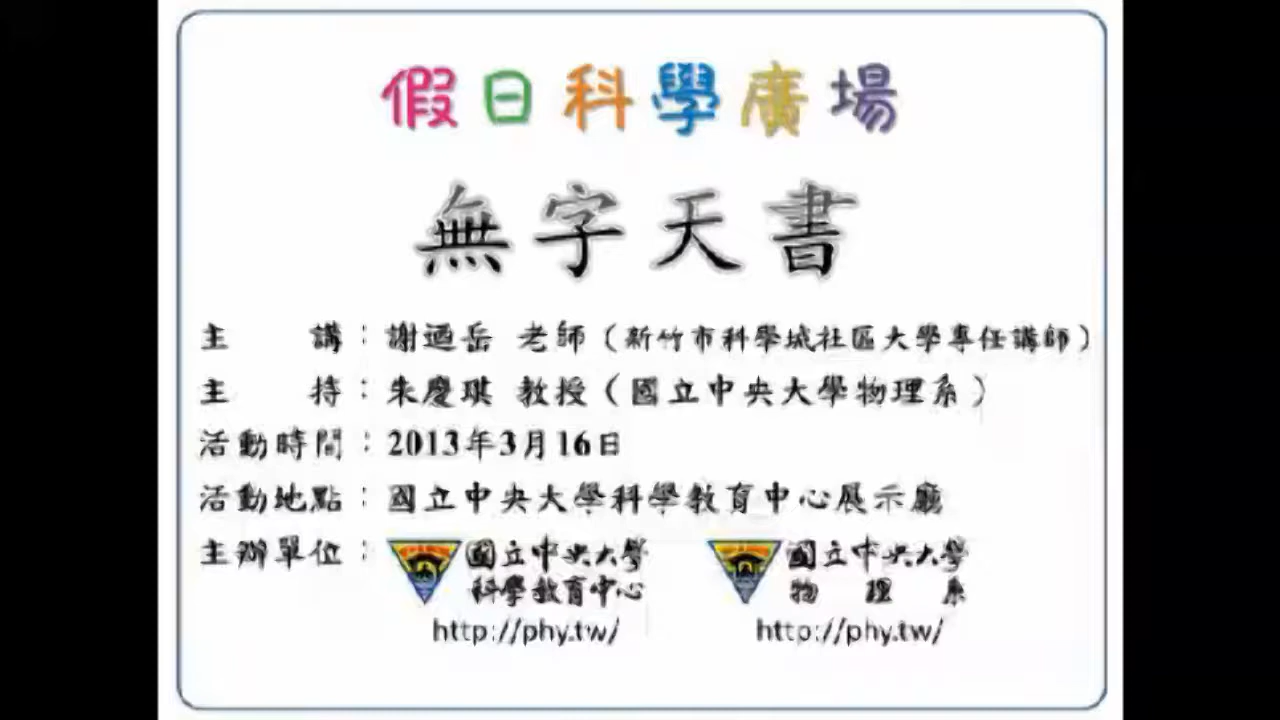 假日科學廣場
無字天書
主講：謝迺岳 老師（新竹市科學城社區大學專任講師）
主持：朱慶琪 教授（國立中央大學物理系）
活動時間：2013年3月16日
活動地點：國立中央大學科學教育中心展示廳
主辦單位：國立中央大學 國立中央大學
科學教育中心 物理系
http://phy.tw/ http://phy.tw/